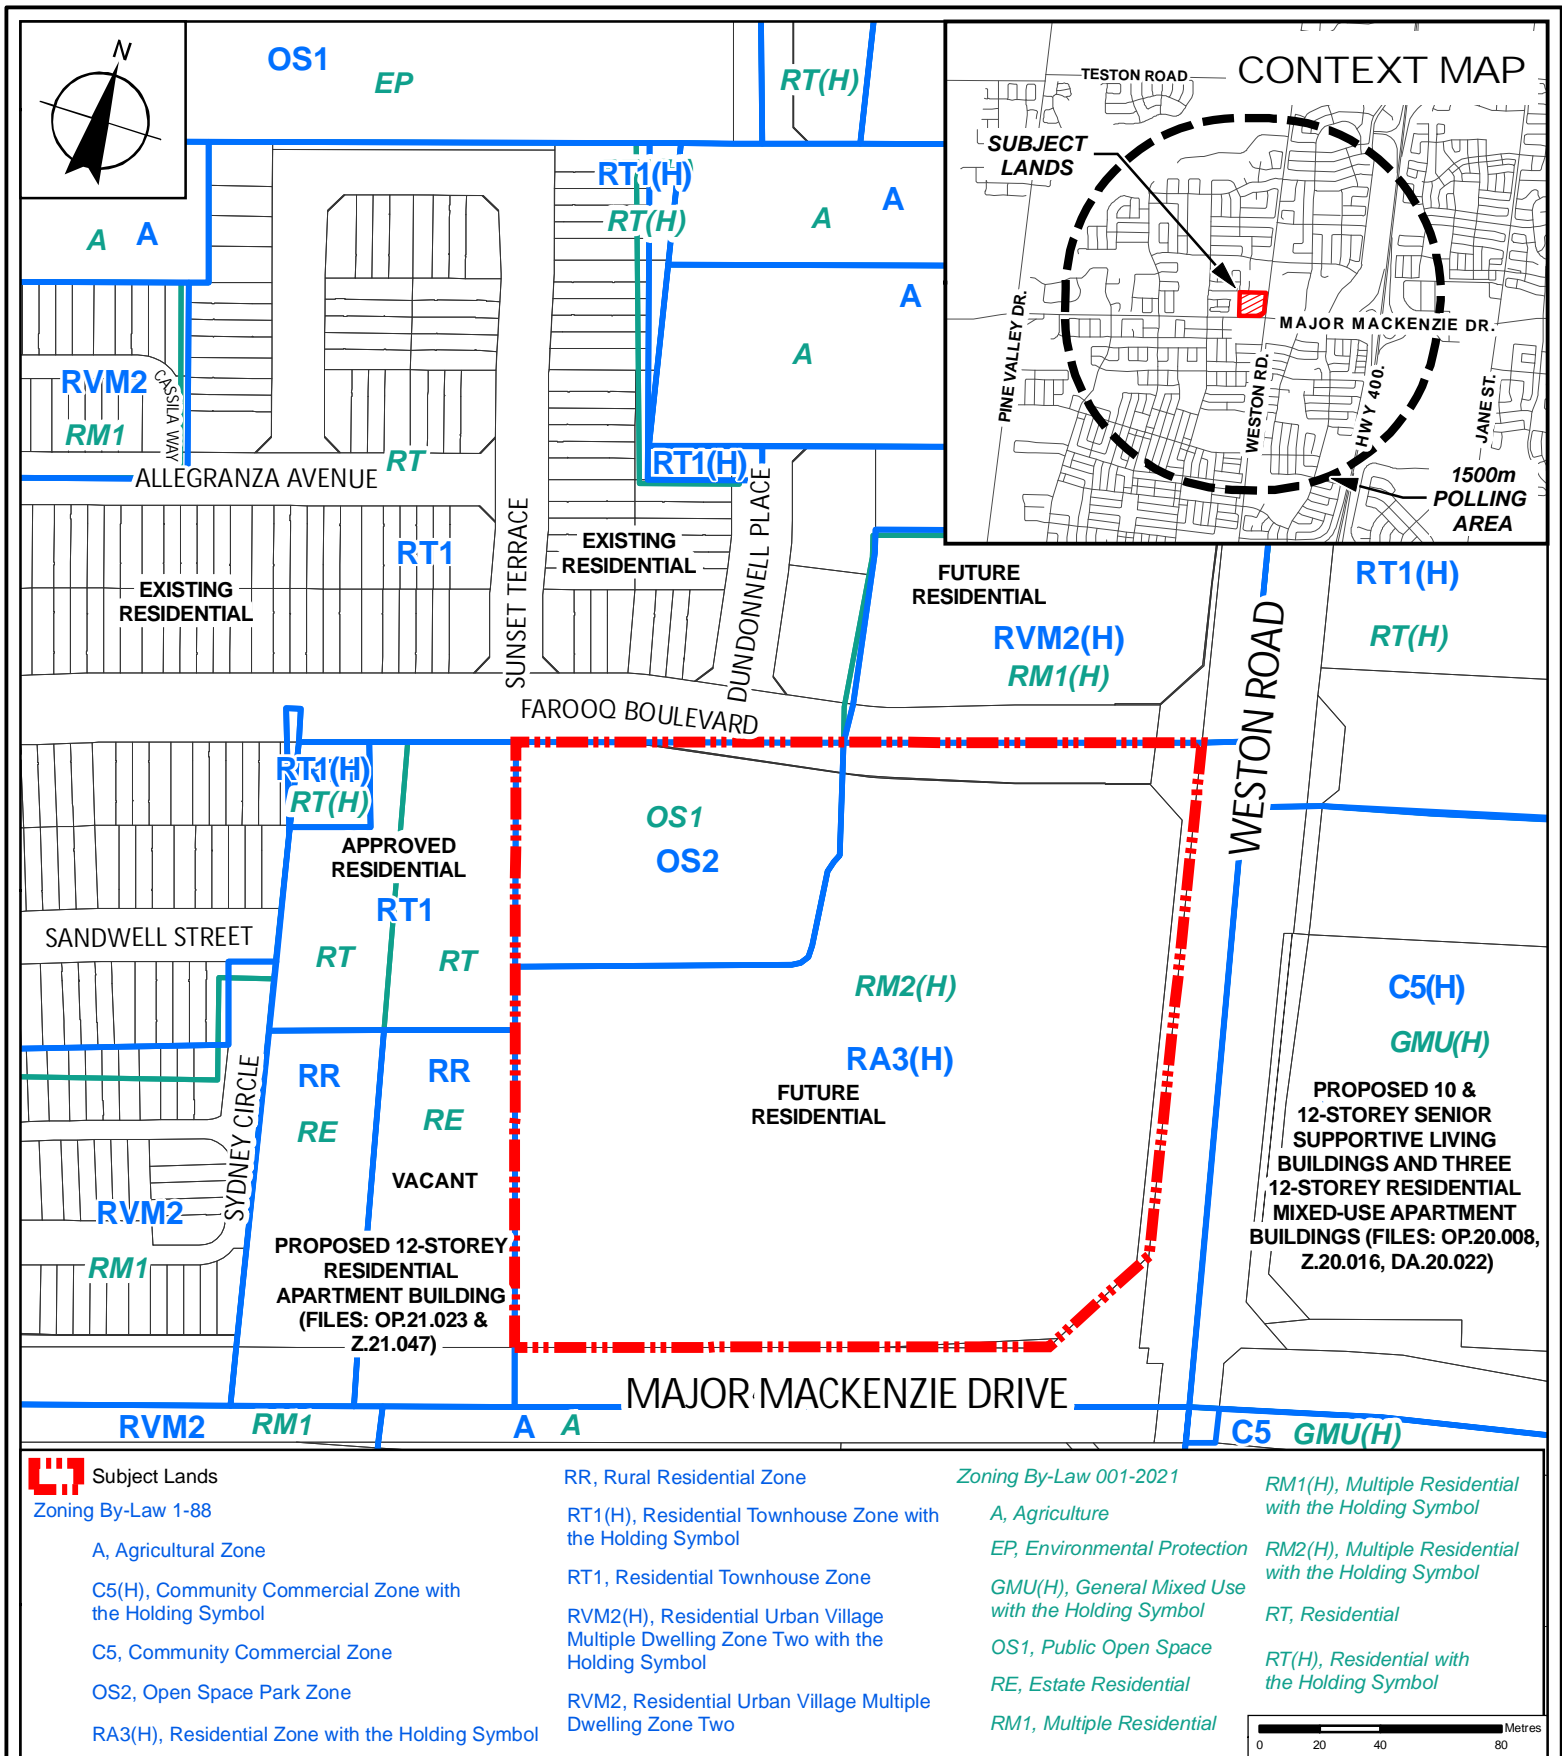 N
OS1
EP
RT(H)
CONTEXT MAP
TESTON ROAD
SUBJECT
LANDS
PINE VALLEY DR.
MAJOR MACKENZIE DR.
WESTON RD.
HWY 400.
JANE ST.
1500m
POLLING
AREA
RT1(H)
RT(H)
A
A
A
A
A
A
RVM2
RM1
CASSILA WAY
ALLEGRANZA AVENUE
RT
RT1(H)
RT1
EXISTING
RESIDENTIAL
EXISTING
RESIDENTIAL
SUNSET TERRACE
DUNDONNELL PLACE
FUTURE
RESIDENTIAL
RVM2(H)
RM1(H)
RT1(H)
RT(H)
WESTON ROAD
FAROOQ BOULEVARD
RT1(H)
RT(H)
APPROVED
RESIDENTIAL
RT1
RT
RT
OS1
OS2
SANDWELL STREET
RM2(H)
RA3(H)
FUTURE
RESIDENTIAL
C5(H)
GMU(H)
PROPOSED 10 &
12-STOREY SENIOR
SUPPORTIVE LIVING
BUILDINGS AND THREE
12-STOREY RESIDENTIAL
MIXED-USE APARTMENT
BUILDINGS (FILES: OP.20.008,
Z.20.016, DA.20.022)
RR
RE
RR
RE
VACANT
SYDNEY CIRCLE
RVM2
RM1
PROPOSED 12-STOREY
RESIDENTIAL
APARTMENT BUILDING
(FILES: OP.21.023 &
Z.21.047)
MAJOR MACKENZIE DRIVE
RVM2
RM1
A
A
C5
GMU(H)
Subject Lands
Zoning By-Law 1-88
A, Agricultural Zone
C5(H), Community Commercial Zone with
the Holding Symbol
C5, Community Commercial Zone
OS2, Open Space Park Zone
RA3(H), Residential Zone with the Holding Symbol
RR, Rural Residential Zone
RT1(H), Residential Townhouse Zone with
the Holding Symbol
RT1, Residential Townhouse Zone
RVM2(H), Residential Urban Village
Multiple Dwelling Zone Two with the
Holding Symbol
RVM2, Residential Urban Village Multiple
Dwelling Zone Two
Zoning By-Law 001-2021
A, Agriculture
EP, Environmental Protection
GMU(H), General Mixed Use
with the Holding Symbol
OS1, Public Open Space
RE, Estate Residential
RM1, Multiple Residential
RM1(H), Multiple Residential
with the Holding Symbol
RM2(H), Multiple Residential
with the Holding Symbol
RT, Residential
RT(H), Residential with
the Holding Symbol
Metres
0 20 40 80